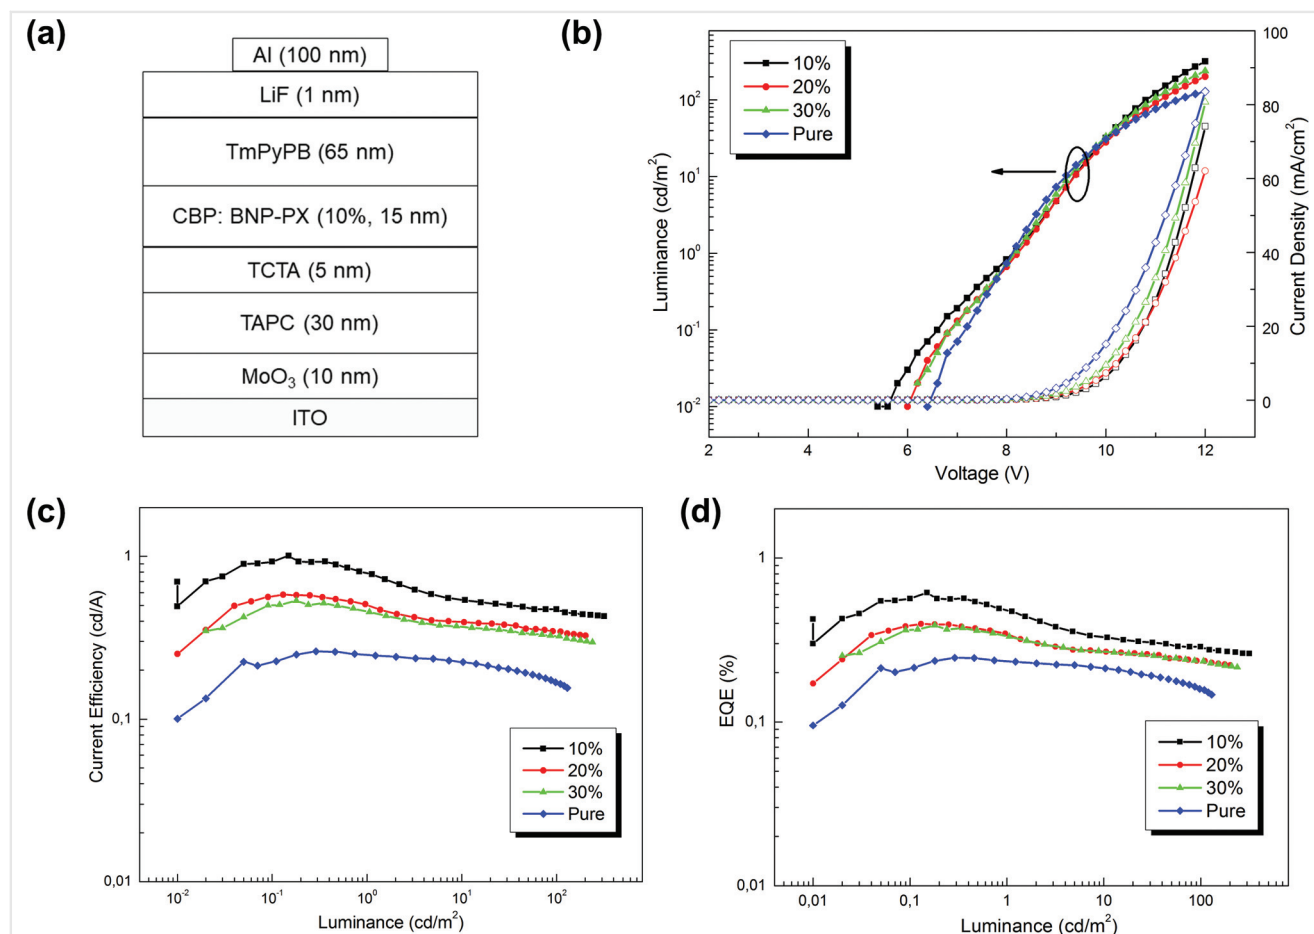 (a)
Al (100 nm)
LiF (1 nm)
TmPyPB (65 nm)
CBP: BNP-PX (10%, 15 nm)
TCTA (5 nm)
TAPC (30 nm)
MoO₃ (10 nm)
ITO
(b)
10%
20%
30%
Pure
Luminance (cd/m²)
10²
10¹
10⁰
10⁻¹
10⁻²
100
80
60
40
20
0
Current Density (mA/cm²)
2 4 6 8 10 12
Voltage (V)
(c)
Current Efficiency (cd/A)
1
0,1
0,01
10%
20%
30%
Pure
10⁻² 10⁻¹ 10⁰ 10¹ 10²
Luminance (cd/m²)
(d)
EQE (%)
1
0,1
0,01
10%
20%
30%
Pure
0,01 0,1 1 10 100
Luminance (cd/m²)